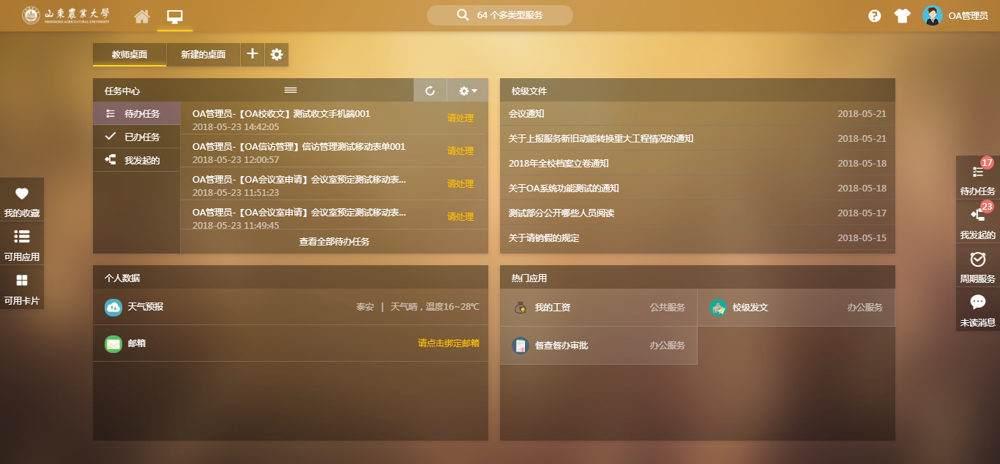 山東農業大學
SHANDONG AGRICULTURAL UNIVERSITY
64 个多类型服务
OA管理员
教师桌面
新建的桌面
任务中心
待办任务
已办任务
我发起的
OA管理员-【OA校收文】测试收文手机端001
2018-05-23 14:42:05
请处理
OA管理员-【OA信访管理】信访管理测试移动表单001
2018-05-23 12:00:57
请处理
OA管理员-【OA会议室申请】会议室预定测试移动表...
2018-05-23 11:51:23
请处理
OA管理员-【OA会议室申请】会议室预定测试移动表...
2018-05-23 11:49:45
请处理
查看全部待办任务
校级文件
会议通知 2018-05-21
关于上报服务新旧动能转换重大工程情况的通知 2018-05-21
2018年全校档案立卷通知 2018-05-18
关于OA系统功能测试的通知 2018-05-18
测试部分公开哪些人员阅读 2018-05-17
关于请销假的规定 2018-05-15
个人数据
天气预报 泰安 | 天气晴，温度16~28℃
邮箱 请点击绑定邮箱
热门应用
我的工资 公共服务
校级发文 办公服务
督查督办审批 办公服务
我的收藏
可用应用
可用卡片
17
待办任务
23
我发起的
周期服务
未读消息